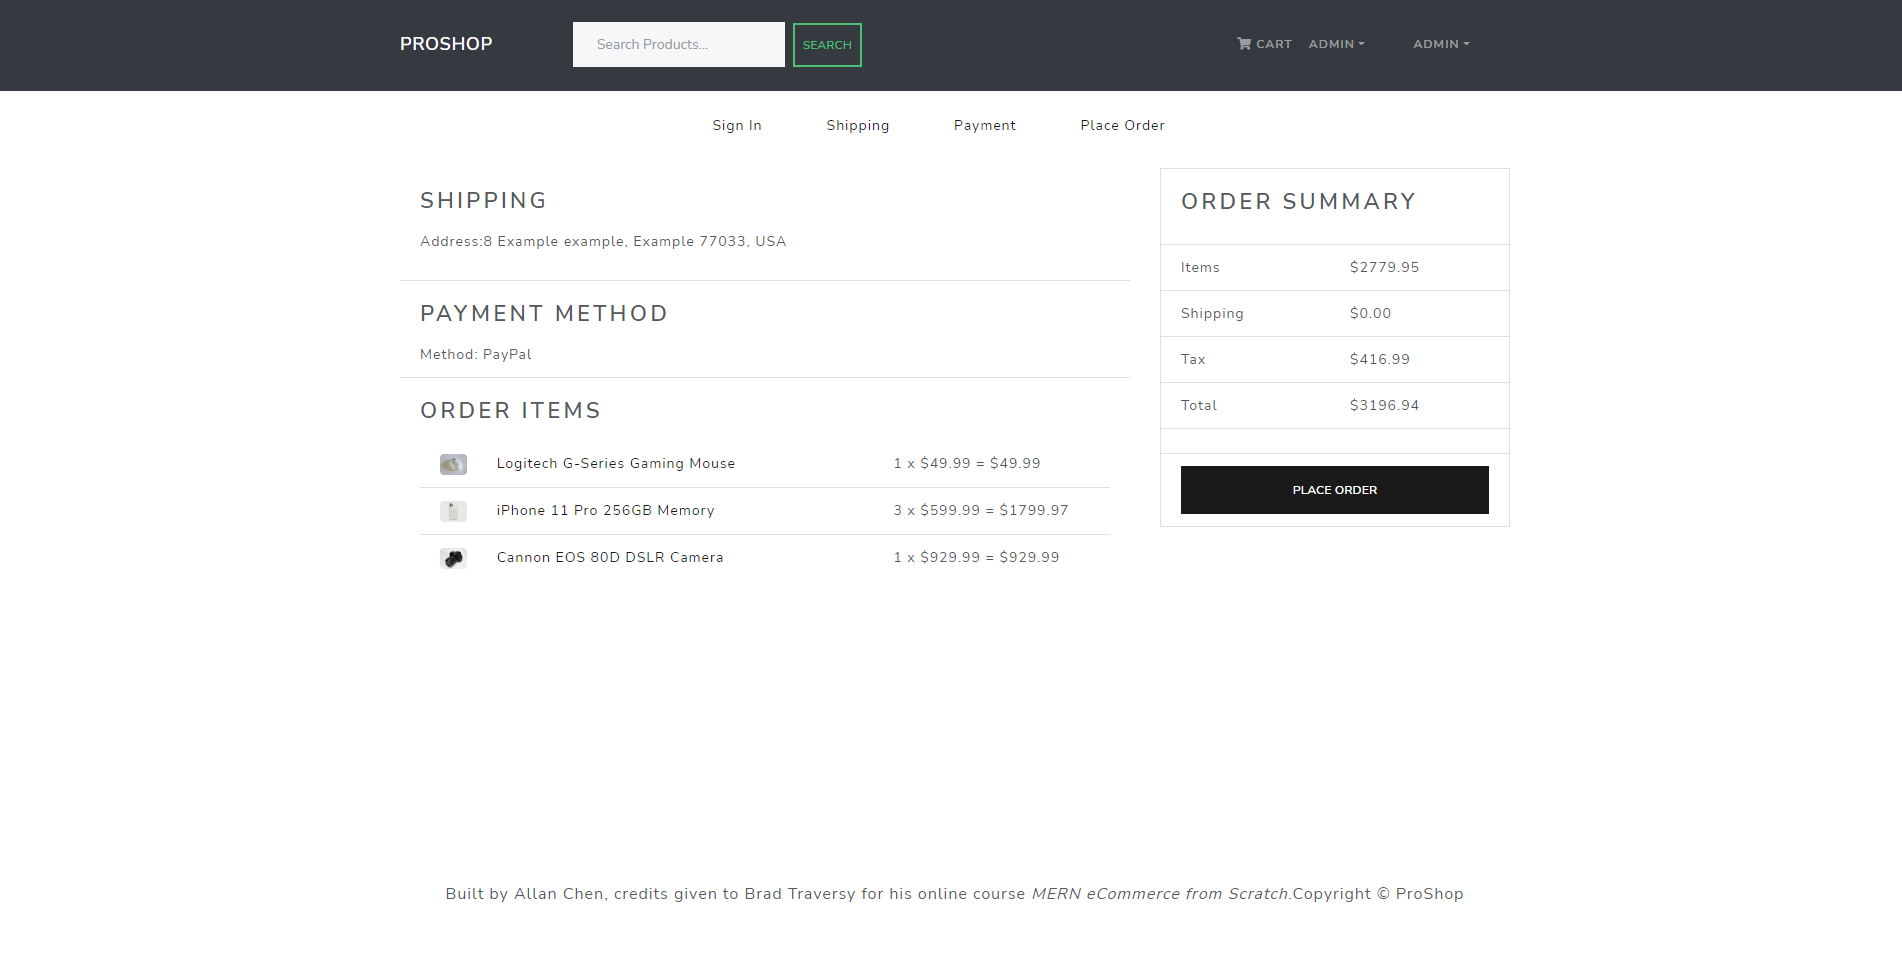 PROSHOP
Search Products...
SEARCH
CART
ADMIN
ADMIN
Sign In
Shipping
Payment
Place Order
SHIPPING
Address:8 Example example, Example 77033, USA
PAYMENT METHOD
Method: PayPal
ORDER ITEMS
Logitech G-Series Gaming Mouse
1 x $49.99 = $49.99
iPhone 11 Pro 256GB Memory
3 x $599.99 = $1799.97
Cannon EOS 80D DSLR Camera
1 x $929.99 = $929.99
ORDER SUMMARY
Items $2779.95
Shipping $0.00
Tax $416.99
Total $3196.94
PLACE ORDER
Built by Allan Chen, credits given to Brad Traversy for his online course MERN eCommerce from Scratch.Copyright © ProShop